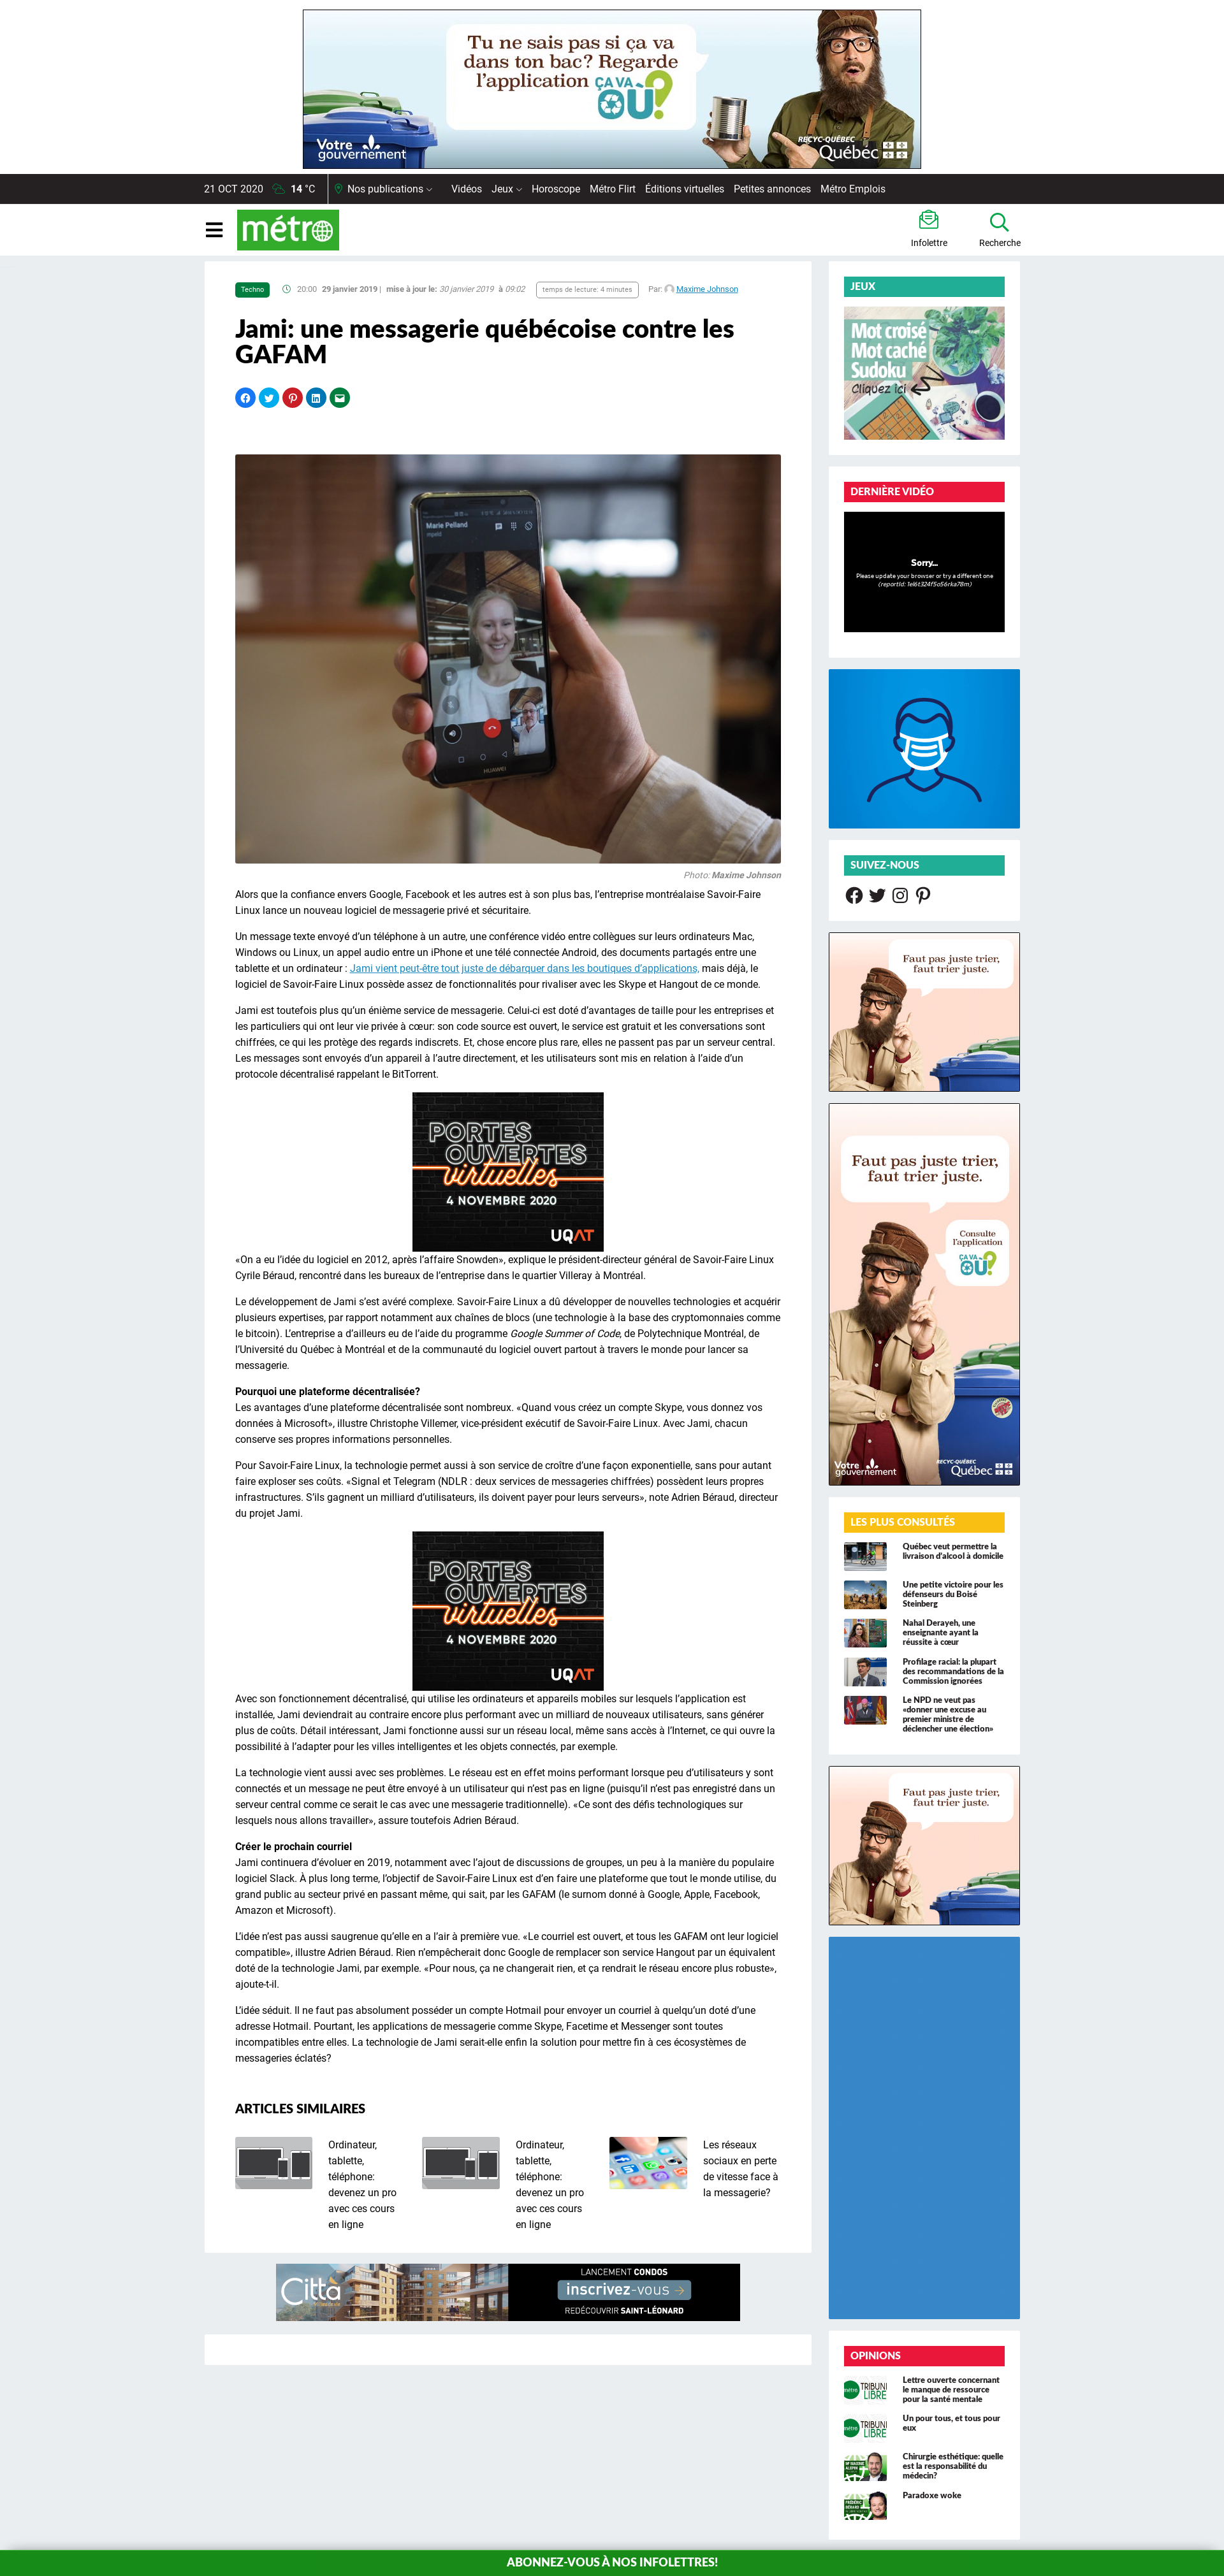 Tu ne sais pas si ça va
dans ton bac? Regarde
l'application ÇA VA
OÙ?
Votre
gouvernement
RECYC-QUÉBEC
Québec
21 OCT 2020 14 °C Nos publications Vidéos Jeux Horoscope Métro Flirt Éditions virtuelles Petites annonces Métro Emplois
métro
Infolettre
Recherche
Techno 20:00 29 janvier 2019 | mise à jour le: 30 janvier 2019 à 09:02 temps de lecture: 4 minutes Par: Maxime Johnson
Jami: une messagerie québécoise contre les
GAFAM
Marie Pelland
HUAWEI
Photo: Maxime Johnson
Alors que la confiance envers Google, Facebook et les autres est à son plus bas, l'entreprise montréalaise Savoir-Faire
Linux lance un nouveau logiciel de messagerie privé et sécuritaire.
Un message texte envoyé d'un téléphone à un autre, une conférence vidéo entre collègues sur leurs ordinateurs Mac,
Windows ou Linux, un appel audio entre un iPhone et une télé connectée Android, des documents partagés entre une
tablette et un ordinateur : Jami vient peut-être tout juste de débarquer dans les boutiques d'applications, mais déjà, le
logiciel de Savoir-Faire Linux possède assez de fonctionalités pour rivaliser avec les Skype et Hangout de ce monde.
Jami est toutefois plus qu'un énième service de messagerie. Celui-ci est doté d'avantages de taille pour les entreprises et
les particuliers qui ont leur vie privée à cœur: son code source est ouvert, le service est gratuit et les conversations sont
chiffrées, ce qui les protège des regards indiscrets. Et, chose encore plus rare, elles ne passent pas par un serveur central.
Les messages sont envoyés d'un appareil à l'autre directement, et les utilisateurs sont mis en relation à l'aide d'un
protocole décentralisé rappelant le BitTorrent.
PORTES
OUVERTES
virtuelles
4 NOVEMBRE 2020
UQAT
«On a eu l'idée du logiciel en 2012, après l'affaire Snowden», explique le président-directeur général de Savoir-Faire Linux
Cyrile Béraud, rencontré dans les bureaux de l'entreprise dans le quartier Villeray à Montréal.
Le développement de Jami s'est avéré complexe. Savoir-Faire Linux a dû développer de nouvelles technologies et acquérir
plusieurs expertises, par rapport notamment aux chaînes de blocs (une technologie à la base des cryptomonnaies comme
le bitcoin). L'entreprise a d'ailleurs eu de l'aide du programme Google Summer of Code, de Polytechnique Montréal, de
l'Université du Québec à Montréal et de la communauté du logiciel ouvert partout à travers le monde pour lancer sa
messagerie.
Pourquoi une plateforme décentralisée?
Les avantages d'une plateforme décentralisée sont nombreux. «Quand vous créez un compte Skype, vous donnez vos
données à Microsoft», illustre Christophe Villemer, vice-président exécutif de Savoir-Faire Linux. Avec Jami, chacun
conserve ses propres informations personnelles.
Pour Savoir-Faire Linux, la technologie permet aussi à son service de croître d'une façon exponentielle, sans pour autant
faire exploser ses coûts. «Signal et Telegram (NDLR : deux services de messageries chiffrées) possèdent leurs propres
infrastructures. S'ils gagnent un milliard d'utilisateurs, ils doivent payer pour leurs serveurs», note Adrien Béraud, directeur
du projet Jami.
PORTES
OUVERTES
virtuelles
4 NOVEMBRE 2020
UQAT
Avec son fonctionnement décentralisé, qui utilise les ordinateurs et appareils mobiles sur lesquels l'application est
installée, Jami deviendrait au contraire encore plus performant avec un milliard de nouveaux utilisateurs, sans générer
plus de coûts. Détail intéressant, Jami fonctionne aussi sur un réseau local, même sans accès à l'Internet, ce qui ouvre la
possibilité à l'adapter pour les villes intelligentes et les objets connectés, par exemple.
La technologie vient aussi avec ses problèmes. Le réseau est en effet moins performant lorsque peu d'utilisateurs y sont
connectés et un message ne peut être envoyé à un utilisateur qui n'est pas en ligne (puisqu'il n'est pas enregistré dans un
serveur central comme ce serait le cas avec une messagerie traditionnelle). «Ce sont des défis technologiques sur
lesquels nous allons travailler», assure toutefois Adrien Béraud.
Créer le prochain courriel
Jami continuera d'évoluer en 2019, notamment avec l'ajout de discussions de groupes, un peu à la manière du populaire
logiciel Slack. À plus long terme, l'objectif de Savoir-Faire Linux est d'en faire une plateforme que tout le monde utilise, du
grand public au secteur privé en passant même, qui sait, par les GAFAM (le surnom donné à Google, Apple, Facebook,
Amazon et Microsoft).
L'idée n'est pas aussi saugrenue qu'elle en a l'air à première vue. «Le courriel est ouvert, et tous les GAFAM ont leur logiciel
compatible», illustre Adrien Béraud. Rien n'empêcherait donc Google de remplacer son service Hangout par un équivalent
doté de la technologie Jami, par exemple. «Pour nous, ça ne changerait rien, et ça rendrait le réseau encore plus robuste»,
ajoute-t-il.
L'idée séduit. Il ne faut pas absolument posséder un compte Hotmail pour envoyer un courriel à quelqu'un doté d'une
adresse Hotmail. Pourtant, les applications de messagerie comme Skype, Facetime et Messenger sont toutes
incompatibles entre elles. La technologie de Jami serait-elle enfin la solution pour mettre fin à ces écosystèmes de
messageries éclatés?
ARTICLES SIMILAIRES
Ordinateur,
tablette,
téléphone:
devenez un pro
avec ces cours
en ligne
Ordinateur,
tablette,
téléphone:
devenez un pro
avec ces cours
en ligne
Les réseaux
sociaux en perte
de vitesse face à
la messagerie?
Città
LANCEMENT CONDOS
inscrivez-vous →
REDÉCOUVRIR SAINT-LÉONARD
JEUX
Mot croisé
Mot caché
Sudoku
Cliquez ici
DERNIÈRE VIDÉO
Sorry...
Please update your browser or try a different one
(reportId: 1el6t324f5o56rka78m)
SUIVEZ-NOUS
Faut pas juste trier,
faut trier juste.
Faut pas juste trier,
faut trier juste.
Consulte
l'application
ÇA VA
OÙ?
Votre
gouvernement
RECYC-QUÉBEC
Québec
LES PLUS CONSULTÉS
Québec veut permettre la
livraison d'alcool à domicile
Une petite victoire pour les
défenseurs du Boisé
Steinberg
Nahal Derayeh, une
enseignante ayant la
réussite à cœur
Profilage racial: la plupart
des recommandations de la
Commission ignorées
Le NPD ne veut pas
«donner une excuse au
premier ministre de
déclencher une élection»
Faut pas juste trier,
faut trier juste.
OPINIONS
métro TRIBUN
LIBRE
Lettre ouverte concernant
le manque de ressource
pour la santé mentale
métro TRIBUN
LIBRE
Un pour tous, et tous pour
eux
Chirurgie esthétique: quelle
est la responsabilité du
médecin?
Paradoxe woke
ABONNEZ-VOUS À NOS INFOLETTRES!